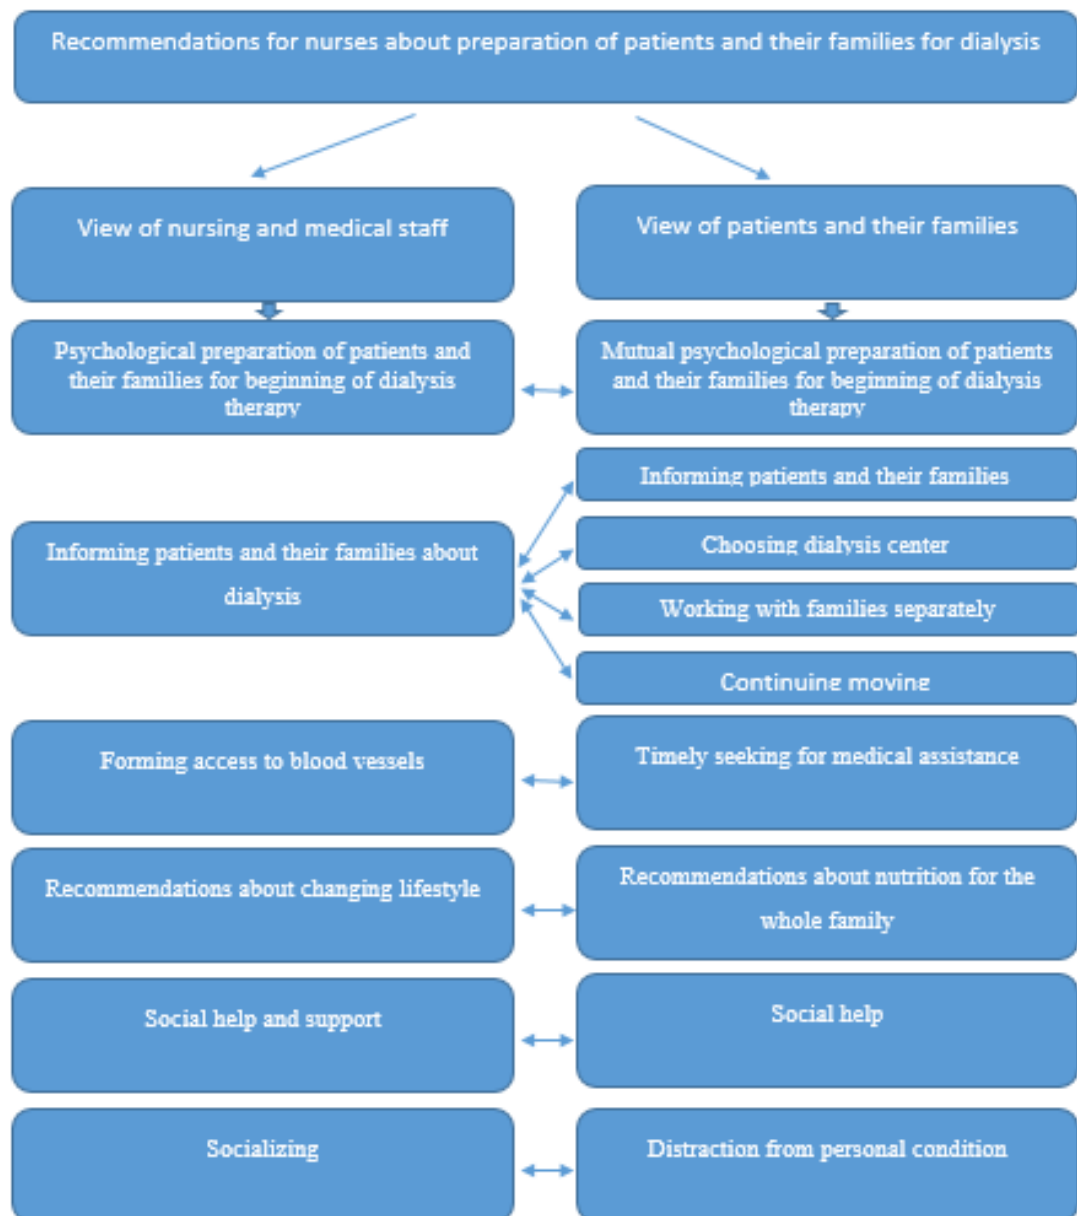 Recommendations for nurses about preparation of patients and their families for dialysis
View of nursing and medical staff
View of patients and their families
Psychological preparation of patients and
their families for beginning of dialysis
therapy
Mutual psychological preparation of patients
and their families for beginning of dialysis
therapy
Informing patients and their families about
dialysis
Informing patients and their families
Choosing dialysis center
Working with families separately
Continuing moving
Forming access to blood vessels
Timely seeking for medical assistance
Recommendations about changing lifestyle
Recommendations about nutrition for the
whole family
Social help and support
Social help
Socializing
Distraction from personal condition